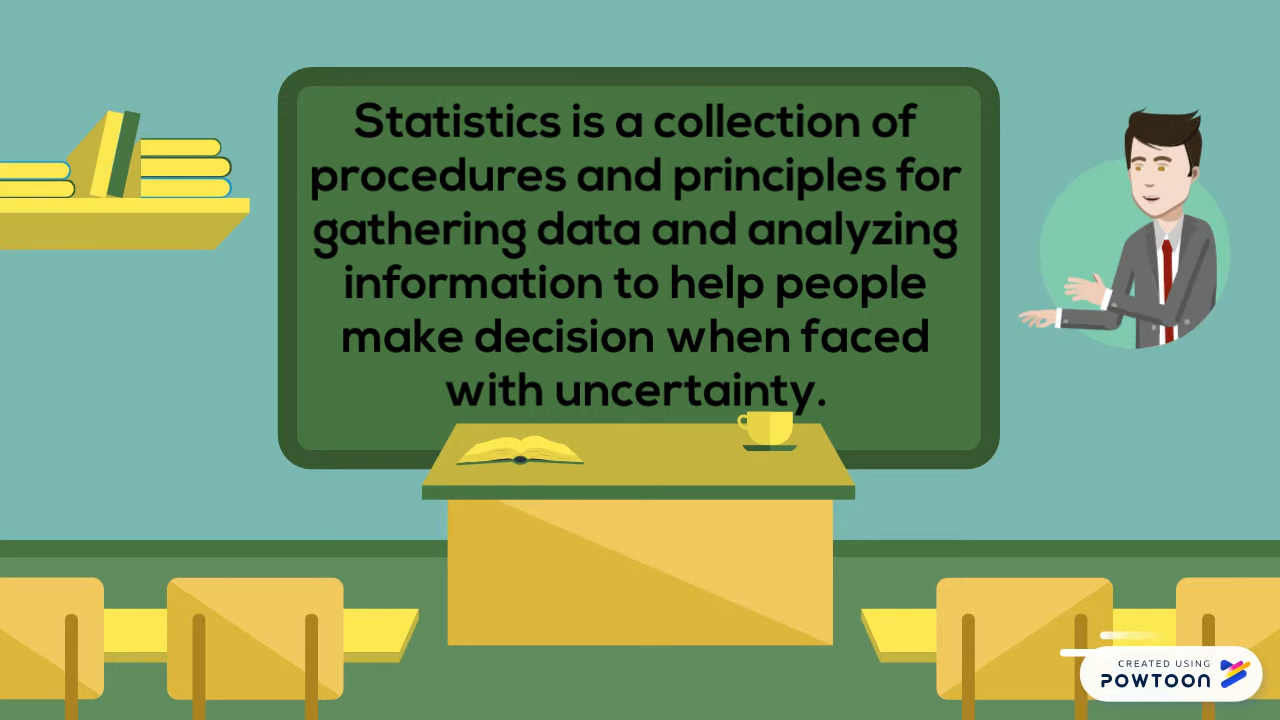 Statistics is a collection of
procedures and principles for
gathering data and analyzing
information to help people
make decision when faced
with uncertainty.
CREATED USING
POWTOON